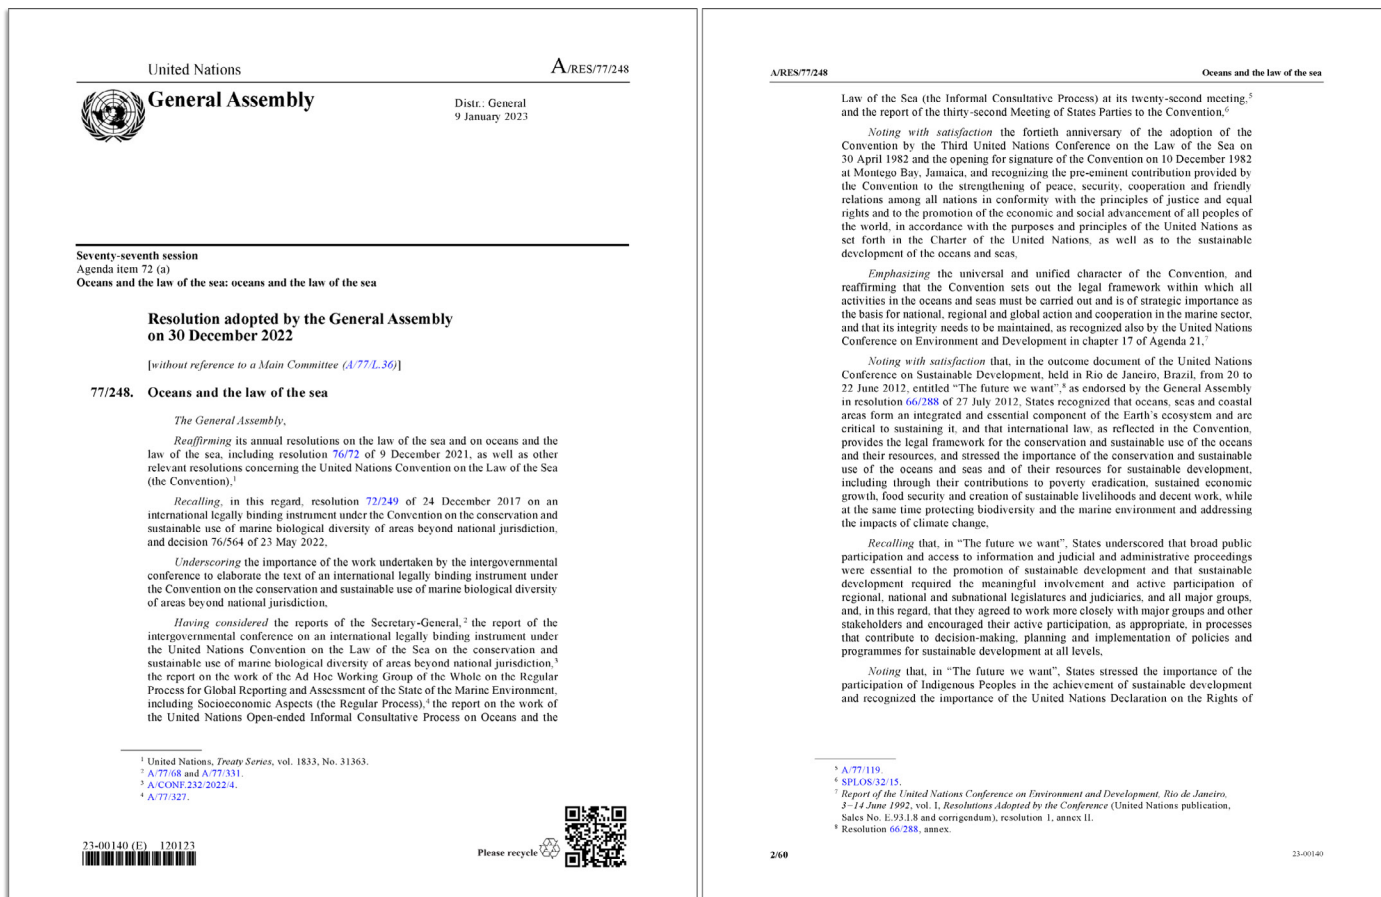 United Nations
A/RES/77/248
General Assembly
Distr.: General
9 January 2023
Seventy-seventh session
Agenda item 72 (a)
Oceans and the law of the sea: oceans and the law of the sea
Resolution adopted by the General Assembly
on 30 December 2022
[without reference to a Main Committee (A/77/L.36)]
77/248. Oceans and the law of the sea
The General Assembly,
Reaffirming its annual resolutions on the law of the sea and on oceans and the
law of the sea, including resolution 76/72 of 9 December 2021, as well as other
relevant resolutions concerning the United Nations Convention on the Law of the Sea
(the Convention),1
Recalling, in this regard, resolution 72/249 of 24 December 2017 on an
international legally binding instrument under the Convention on the conservation and
sustainable use of marine biological diversity of areas beyond national jurisdiction,
and decision 76/564 of 23 May 2022,
Underscoring the importance of the work undertaken by the intergovernmental
conference to elaborate the text of an international legally binding instrument under
the Convention on the conservation and sustainable use of marine biological diversity
of areas beyond national jurisdiction,
Having considered the reports of the Secretary-General, 2 the report of the
intergovernmental conference on an international legally binding instrument under
the United Nations Convention on the Law of the Sea on the conservation and
sustainable use of marine biological diversity of areas beyond national jurisdiction,3
the report on the work of the Ad Hoc Working Group of the Whole on the Regular
Process for Global Reporting and Assessment of the State of the Marine Environment,
including Socioeconomic Aspects (the Regular Process),4 the report on the work of
the United Nations Open-ended Informal Consultative Process on Oceans and the
1 United Nations, Treaty Series, vol. 1833, No. 31363.
2 A/77/68 and A/77/331.
3 A/CONF.232/2022/4.
4 A/77/327.
23-00140 (E) 120123
Please recycle
A/RES/77/248
Oceans and the law of the sea
Law of the Sea (the Informal Consultative Process) at its twenty-second meeting,5
and the report of the thirty-second Meeting of States Parties to the Convention,6
Noting with satisfaction the fortieth anniversary of the adoption of the
Convention by the Third United Nations Conference on the Law of the Sea on
30 April 1982 and the opening for signature of the Convention on 10 December 1982
at Montego Bay, Jamaica, and recognizing the pre-eminent contribution provided by
the Convention to the strengthening of peace, security, cooperation and friendly
relations among all nations in conformity with the principles of justice and equal
rights and to the promotion of the economic and social advancement of all peoples of
the world, in accordance with the purposes and principles of the United Nations as
set forth in the Charter of the United Nations, as well as to the sustainable
development of the oceans and seas,
Emphasizing the universal and unified character of the Convention, and
reaffirming that the Convention sets out the legal framework within which all
activities in the oceans and seas must be carried out and is of strategic importance as
the basis for national, regional and global action and cooperation in the marine sector,
and that its integrity needs to be maintained, as recognized also by the United Nations
Conference on Environment and Development in chapter 17 of Agenda 21,7
Noting with satisfaction that, in the outcome document of the United Nations
Conference on Sustainable Development, held in Rio de Janeiro, Brazil, from 20 to
22 June 2012, entitled “The future we want”,8 as endorsed by the General Assembly
in resolution 66/288 of 27 July 2012, States recognized that oceans, seas and coastal
areas form an integrated and essential component of the Earth’s ecosystem and are
critical to sustaining it, and that international law, as reflected in the Convention,
provides the legal framework for the conservation and sustainable use of the oceans
and their resources, and stressed the importance of the conservation and sustainable
use of the oceans and seas and of their resources for sustainable development,
including through their contributions to poverty eradication, sustained economic
growth, food security and creation of sustainable livelihoods and decent work, while
at the same time protecting biodiversity and the marine environment and addressing
the impacts of climate change,
Recalling that, in “The future we want”, States underscored that broad public
participation and access to information and judicial and administrative proceedings
were essential to the promotion of sustainable development and that sustainable
development required the meaningful involvement and active participation of
regional, national and subnational legislatures and judiciaries, and all major groups,
and, in this regard, that they agreed to work more closely with major groups and other
stakeholders and encouraged their active participation, as appropriate, in processes
that contribute to decision-making, planning and implementation of policies and
programmes for sustainable development at all levels,
Noting that, in “The future we want”, States stressed the importance of the
participation of Indigenous Peoples in the achievement of sustainable development
and recognized the importance of the United Nations Declaration on the Rights of
5 A/77/119.
6 SPLOS/32/15.
7 Report of the United Nations Conference on Environment and Development, Rio de Janeiro,
3–14 June 1992, vol. I, Resolutions Adopted by the Conference (United Nations publication,
Sales No. E.93.I.8 and corrigendum), resolution 1, annex II.
8 Resolution 66/288, annex.
2/60
23-00140